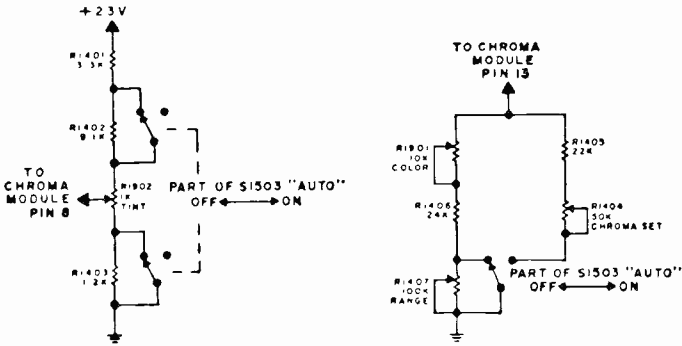 +23V
R1401
3.3K
R1402
9.1K
TO
CHROMA
MODULE
PIN 8
R1902
1K
TINT
PART OF S1503 "AUTO"
OFF ON
R1403
1.2K
TO CHROMA
MODULE
PIN 13
R1901
10K
COLOR
R1405
22K
R1406
24K
R1404
50K
CHROMA SET
PART OF S1503 "AUTO"
OFF ON
R1407
100K
RANGE